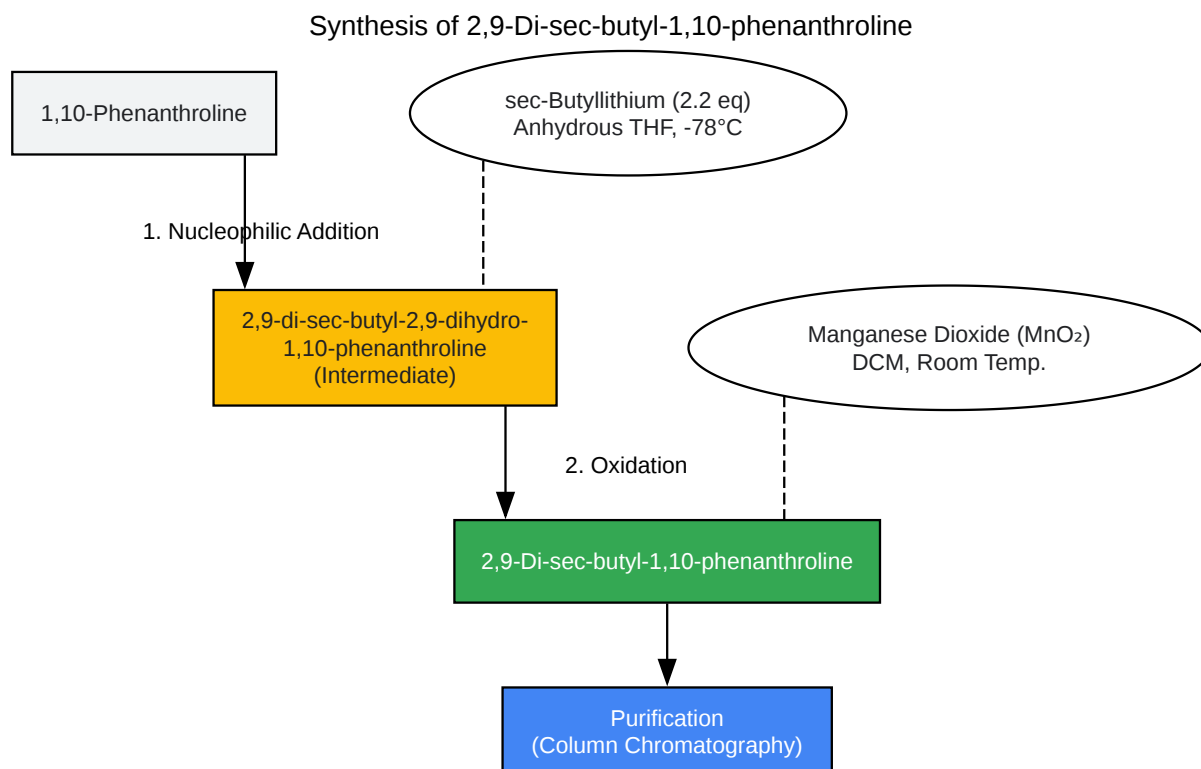 Synthesis of 2,9-Di-sec-butyl-1,10-phenanthroline
1,10-Phenanthroline
sec-Butyllithium (2.2 eq)
Anhydrous THF, -78°C
1. Nucleophilic Addition
2,9-di-sec-butyl-2,9-dihydro-
1,10-phenanthroline
(Intermediate)
Manganese Dioxide (MnO₂)
DCM, Room Temp.
2. Oxidation
2,9-Di-sec-butyl-1,10-phenanthroline
Purification
(Column Chromatography)